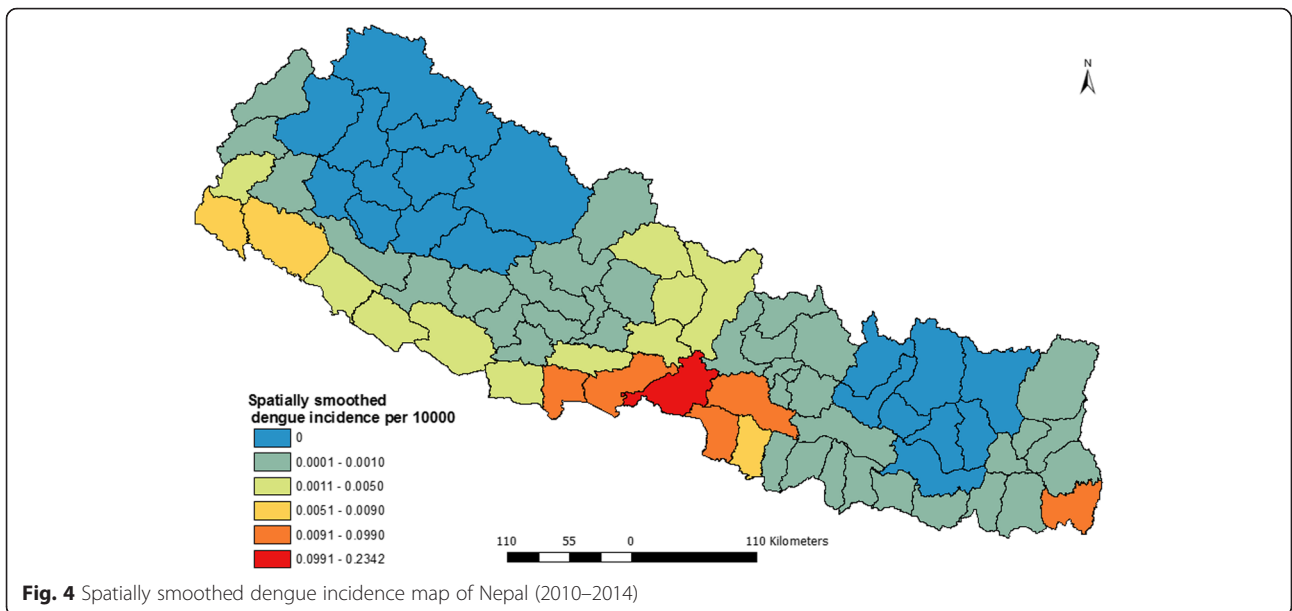 N
Spatially smoothed
dengue incidence per 10000
0
0.0001 - 0.0010
0.0011 - 0.0050
0.0051 - 0.0090
0.0091 - 0.0990
0.0991 - 0.2342
110 55 0 110 Kilometers
Fig. 4 Spatially smoothed dengue incidence map of Nepal (2010–2014)